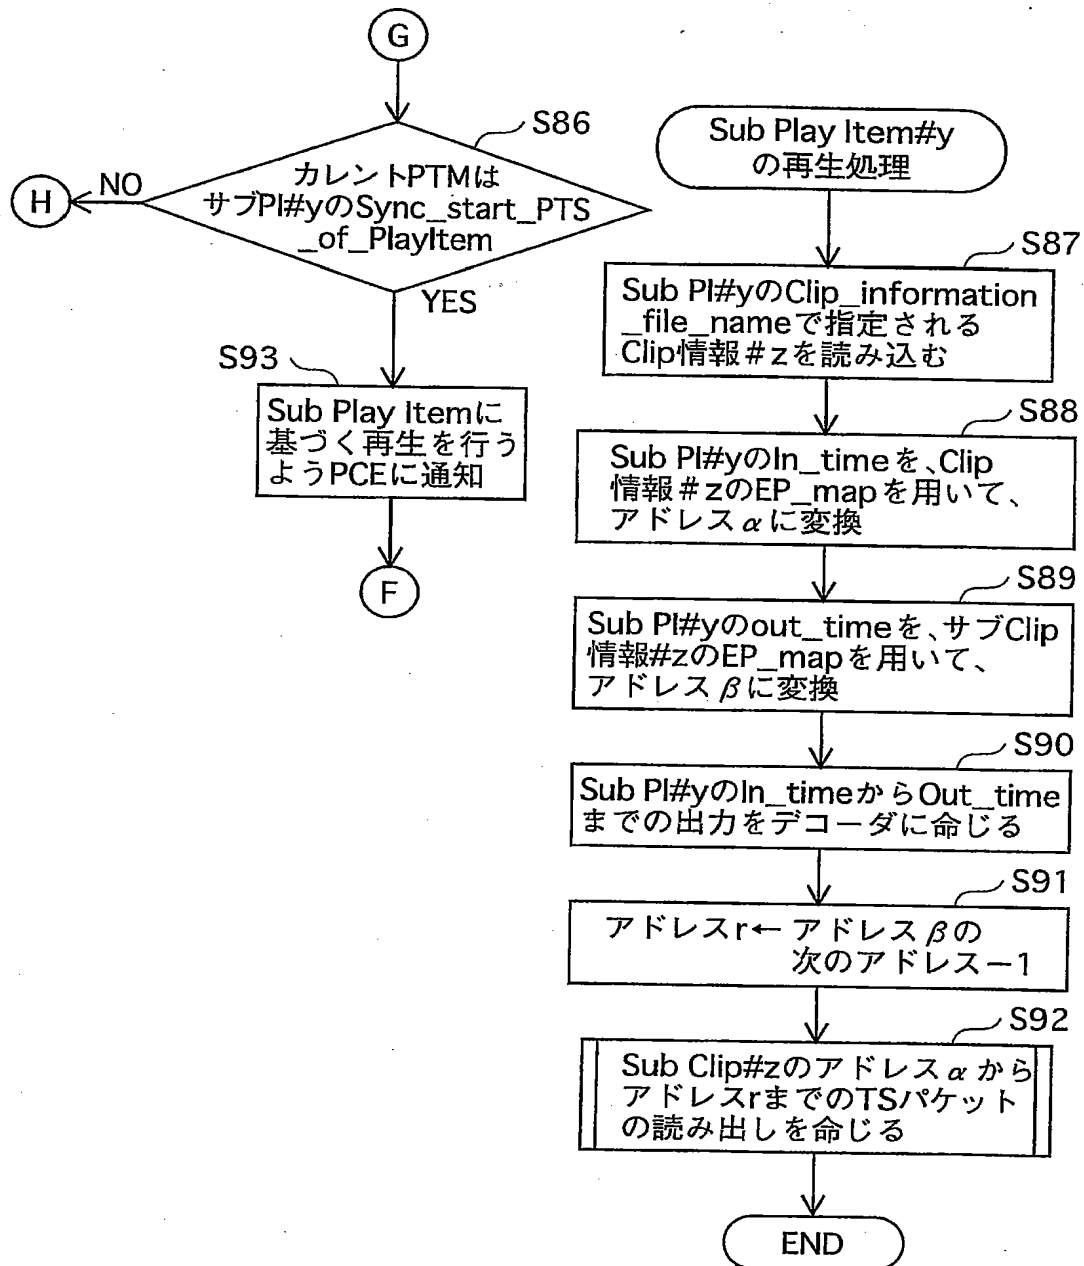 G
S86
カレントPTMは
サブPI#yのSync_start_PTS
_of_PlayItem
NO
H
YES
S93
Sub Play Itemに
基づく再生を行う
ようPCEに通知
F
Sub Play Item#y
の再生処理
S87
Sub PI#yのClip_information
_file_nameで指定される
Clip情報#zを読み込む
S88
Sub PI#yのIn_timeを、Clip
情報#zのEP_mapを用いて、
アドレスαに変換
S89
Sub PI#yのout_timeを、サブClip
情報#zのEP_mapを用いて、
アドレスβに変換
S90
Sub PI#yのIn_timeからOut_time
までの出力をデコーダに命じる
S91
アドレスr←アドレスβの
次のアドレス−1
S92
Sub Clip#zのアドレスαから
アドレスrまでのTSパケット
の読み出しを命じる
END